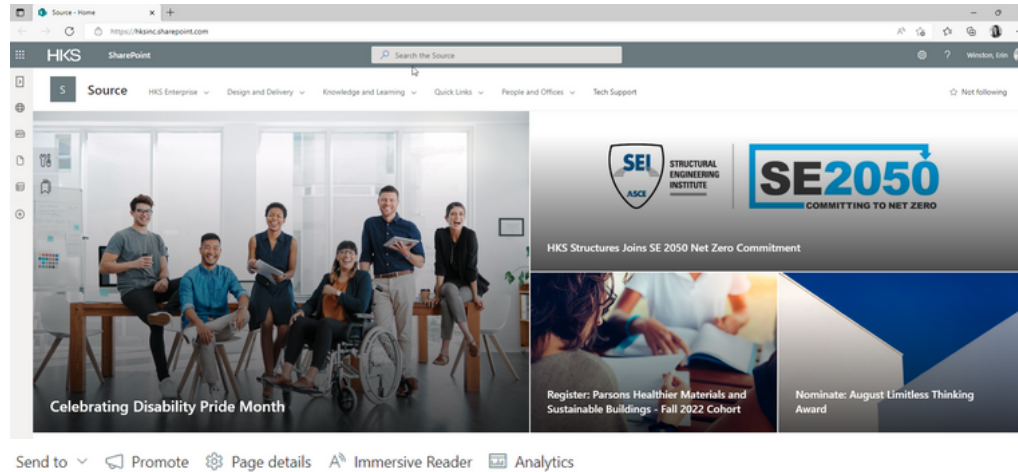 Source - Home
https://hksinc.sharepoint.com
HKS SharePoint Search the Source ? Winston, Erin
S Source HKS Enterprise Design and Delivery Knowledge and Learning Quick Links People and Offices Tech Support Not following
SEI
ASCE
STRUCTURAL
ENGINEERING
INSTITUTE
SE2050
COMMITTING TO NET ZERO
HKS Structures Joins SE 2050 Net Zero Commitment
Celebrating Disability Pride Month
Register: Parsons Healthier Materials and
Sustainable Buildings - Fall 2022 Cohort
Nominate: August Limitless Thinking
Award
Send to Promote Page details Immersive Reader Analytics